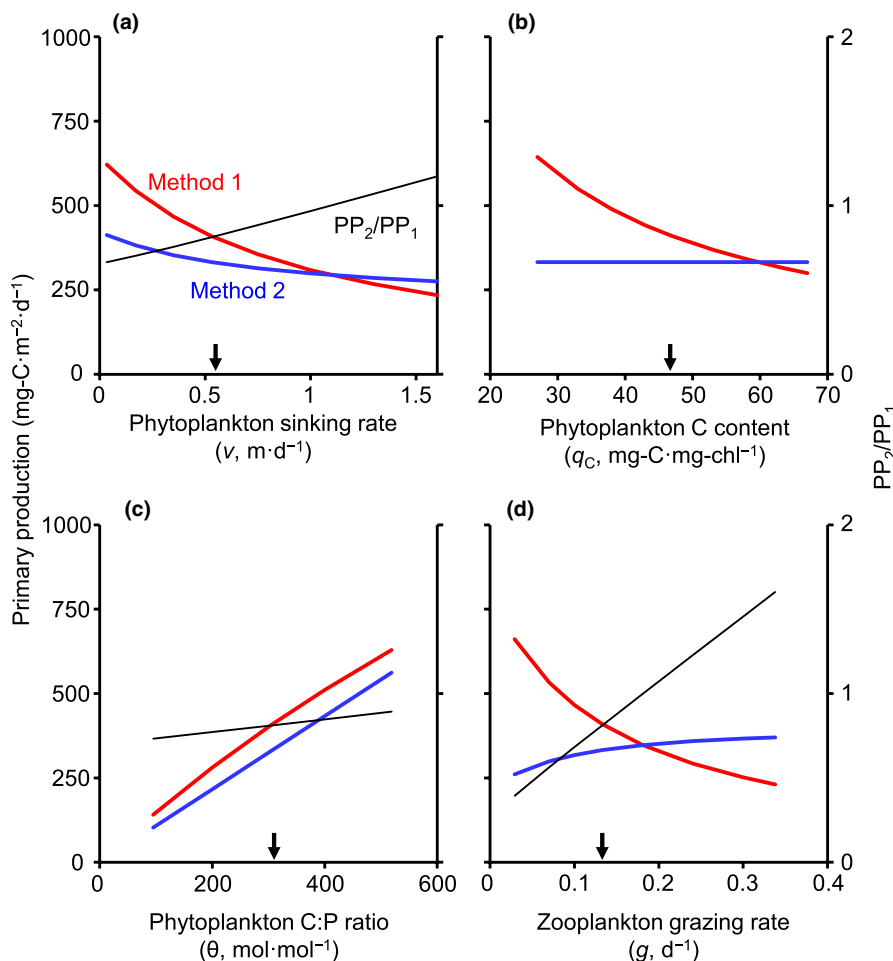 (a)
(b)
1000
750
500
250
0
Method 1
Method 2
PP₂/PP₁
2
1
0
0
0.5
1
1.5
20
30
40
50
60
70
Phytoplankton sinking rate
(v, m·d⁻¹)
Phytoplankton C content
(q_C, mg-C·mg-chl⁻¹)
Primary production (mg-C·m⁻²·d⁻¹)
PP₂/PP₁
(c)
(d)
1000
750
500
250
0
2
1
0
0
200
400
600
0
0.1
0.2
0.3
0.4
Phytoplankton C:P ratio
(θ, mol·mol⁻¹)
Zooplankton grazing rate
(g, d⁻¹)